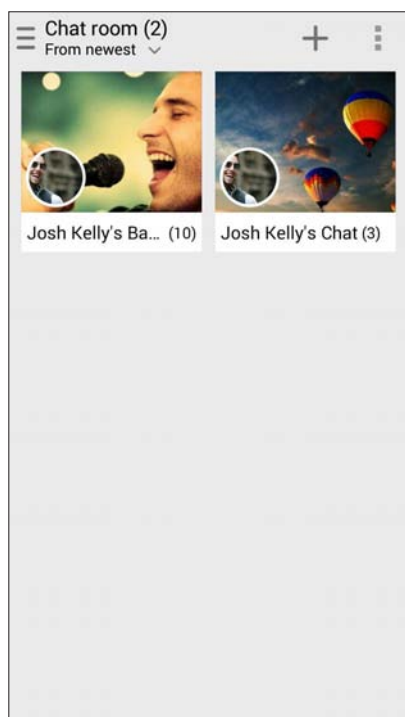 Chat room (2)
From newest
Josh Kelly's Ba... (10)
Josh Kelly's Chat (3)